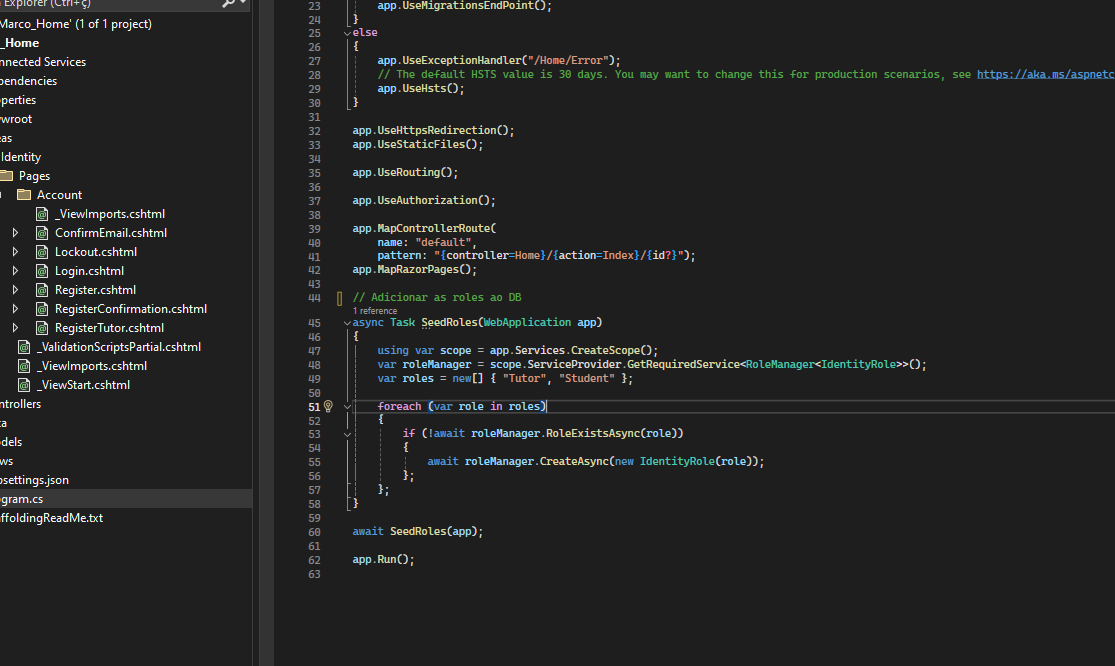 Explorer (Ctrl+ç)
Marco_Home' (1 of 1 project)
_Home
nnected Services
pendencies
perties
wroot
eas
Identity
Pages
Account
_ViewImports.cshtml
ConfirmEmail.cshtml
Lockout.cshtml
Login.cshtml
Register.cshtml
RegisterConfirmation.cshtml
RegisterTutor.cshtml
_ValidationScriptsPartial.cshtml
_ViewImports.cshtml
_ViewStart.cshtml
ntrollers
ta
dels
ws
psettings.json
gram.cs
affoldingReadMe.txt
23 app.UseMigrationsEndPoint();
24 }
25 else
26 {
27 app.UseExceptionHandler("/Home/Error");
28 // The default HSTS value is 30 days. You may want to change this for production scenarios, see https://aka.ms/aspnetc
29 app.UseHsts();
30 }
31
32 app.UseHttpsRedirection();
33 app.UseStaticFiles();
34
35 app.UseRouting();
36
37 app.UseAuthorization();
38
39 app.MapControllerRoute(
40 name: "default",
41 pattern: "{controller=Home}/{action=Index}/{id?}");
42 app.MapRazorPages();
43
44 // Adicionar as roles ao DB
1 reference
45 async Task SeedRoles(WebApplication app)
46 {
47 using var scope = app.Services.CreateScope();
48 var roleManager = scope.ServiceProvider.GetRequiredService<RoleManager<IdentityRole>>();
49 var roles = new[] { "Tutor", "Student" };
50
51 foreach (var role in roles)
52 {
53 if (!await roleManager.RoleExistsAsync(role))
54 {
55 await roleManager.CreateAsync(new IdentityRole(role));
56 };
57 };
58 }
59
60 await SeedRoles(app);
61
62 app.Run();
63